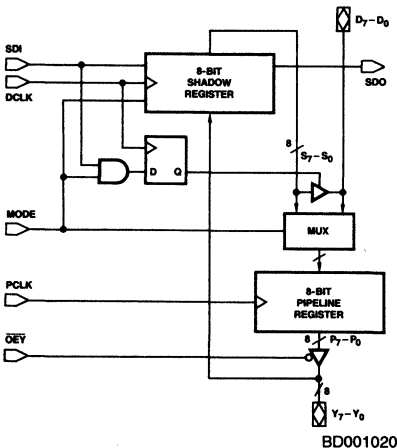 D7–D0
SDI
DCLK
8-BIT
SHADOW
REGISTER
SDO
8
S7–S0
D Q
MODE
MUX
PCLK
8-BIT
PIPELINE
REGISTER
8 P7–P0
OEY
8
Y7–Y0
BD001020